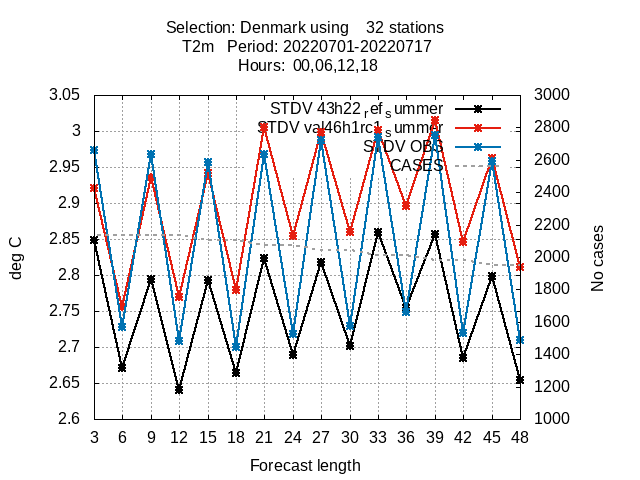 Selection: Denmark using    32 stations
T2m   Period: 20220701-20220717
Hours:  00,06,12,18
3.05
3
2.95
2.9
2.85
2.8
2.75
2.7
2.65
2.6
deg C
STDV 43h22refsummer
STDV val46h1rc1summer
STDV OBS
CASES
3000
2800
2600
2400
2200
2000
1800
1600
1400
1200
1000
No cases
3 6 9 12 15 18 21 24 27 30 33 36 39 42 45 48
Forecast length